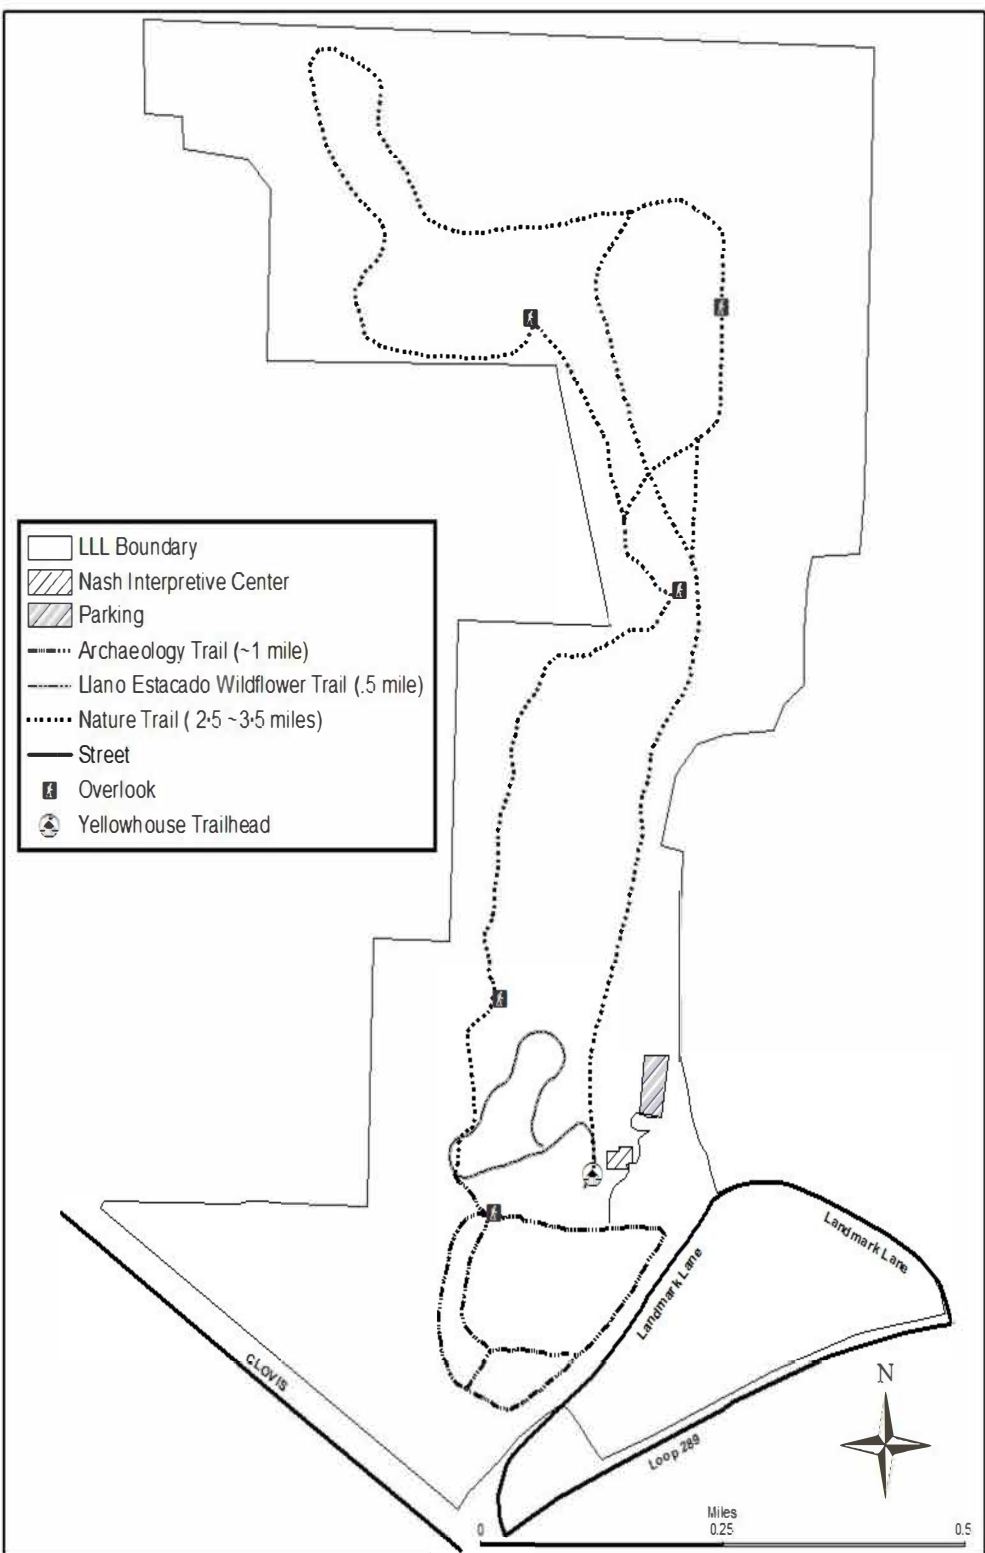 LLL Boundary
Nash Interpretive Center
Parking
Archaeology Trail (~1 mile)
Llano Estacado Wildflower Trail (.5 mile)
Nature Trail ( 2·5 ~3·5 miles)
Street
Overlook
Yellowhouse Trailhead
Landmark Lane
Landmark Lane
CLOVIS
Loop 289
N
Miles
0 0.25 0.5